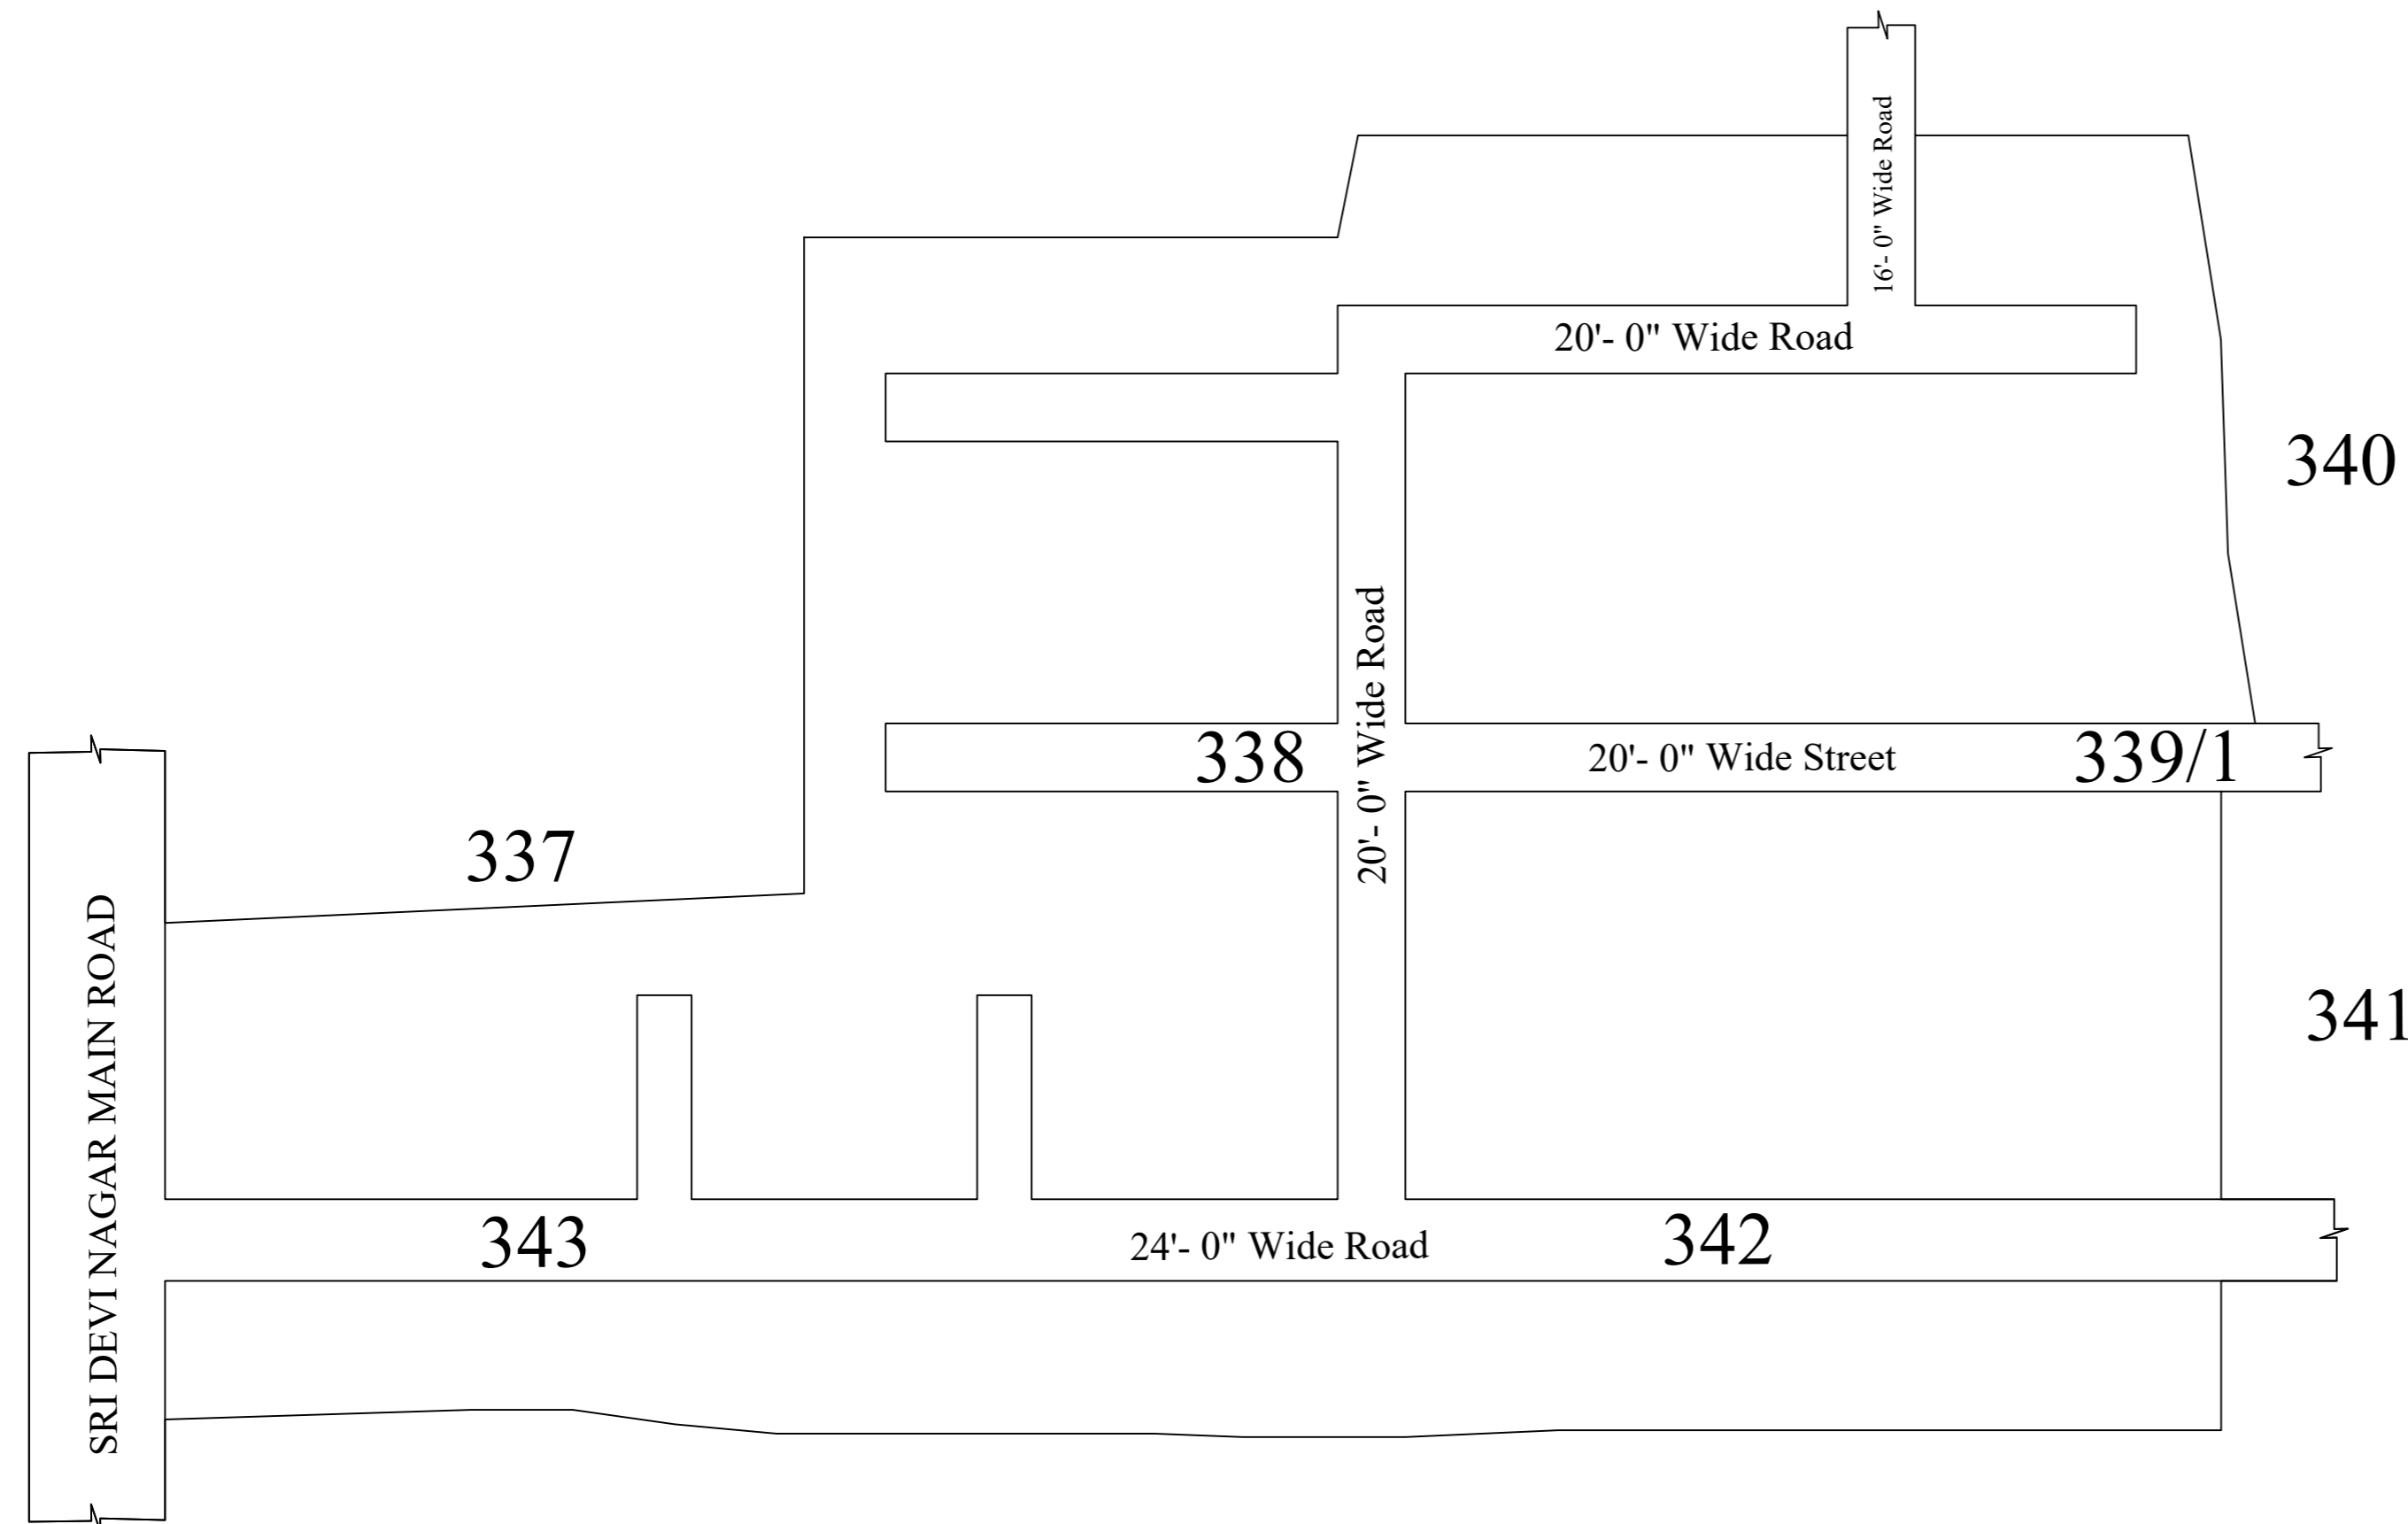 16'- 0" Wide Road
20'- 0" Wide Road
340
20'- 0" Wide Road
338
20'- 0" Wide Street
339/1
337
SRI DEVI NAGAR MAIN ROAD
341
343
24'- 0" Wide Road
342